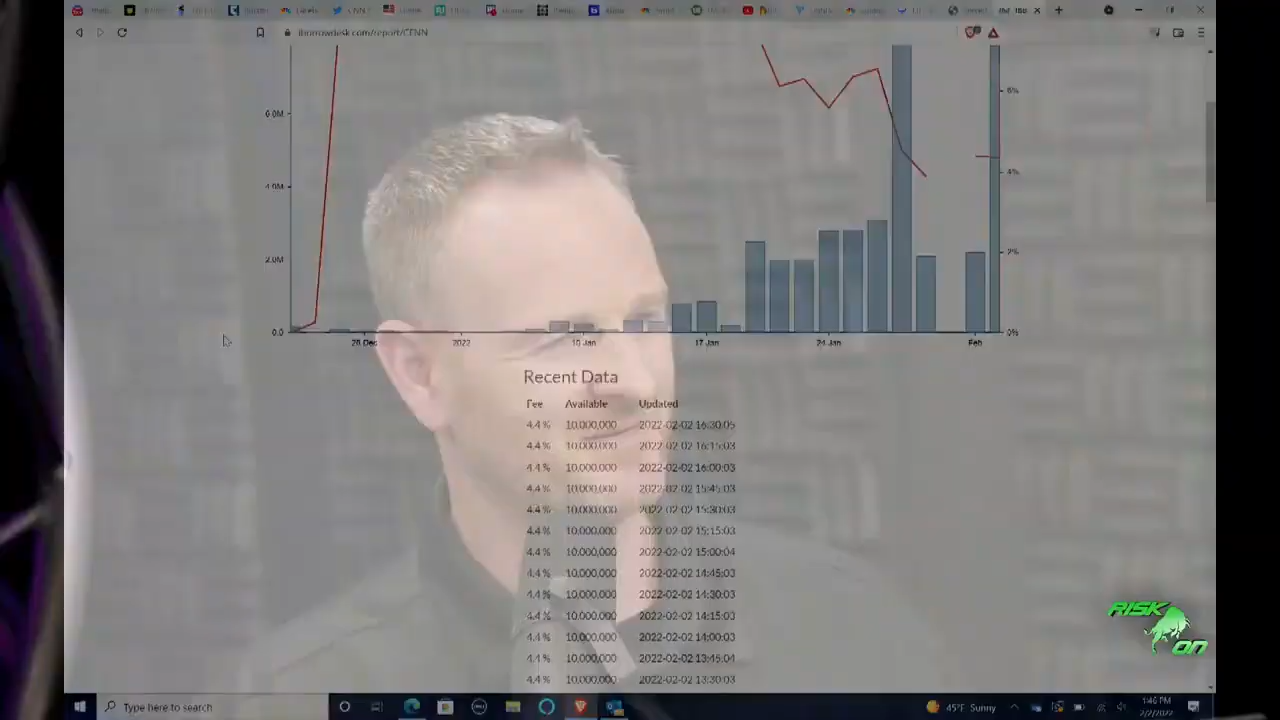 iborrowdesk.com/report/CENN
6.0M
4.0M
2.0M
0.0
6%
4%
2%
0%
28 Dec
2022
10 Jan
17 Jan
24 Jan
Feb
Recent Data
Fee Available Updated
4.4 % 10,000,000 2022-02-02 16:30:05
4.4 % 10,000,000 2022-02-02 16:15:03
4.4 % 10,000,000 2022-02-02 16:00:03
4.4 % 10,000,000 2022-02-02 15:45:03
4.4 % 10,000,000 2022-02-02 15:30:03
4.4 % 10,000,000 2022-02-02 15:15:03
4.4 % 10,000,000 2022-02-02 15:00:04
4.4 % 10,000,000 2022-02-02 14:45:03
4.4 % 10,000,000 2022-02-02 14:30:03
4.4 % 10,000,000 2022-02-02 14:15:03
4.4 % 10,000,000 2022-02-02 14:00:03
4.4 % 10,000,000 2022-02-02 13:45:04
4.4 % 10,000,000 2022-02-02 13:30:03
RISK
ON
Type here to search
45°F Sunny
1:46 PM
2/2/2022